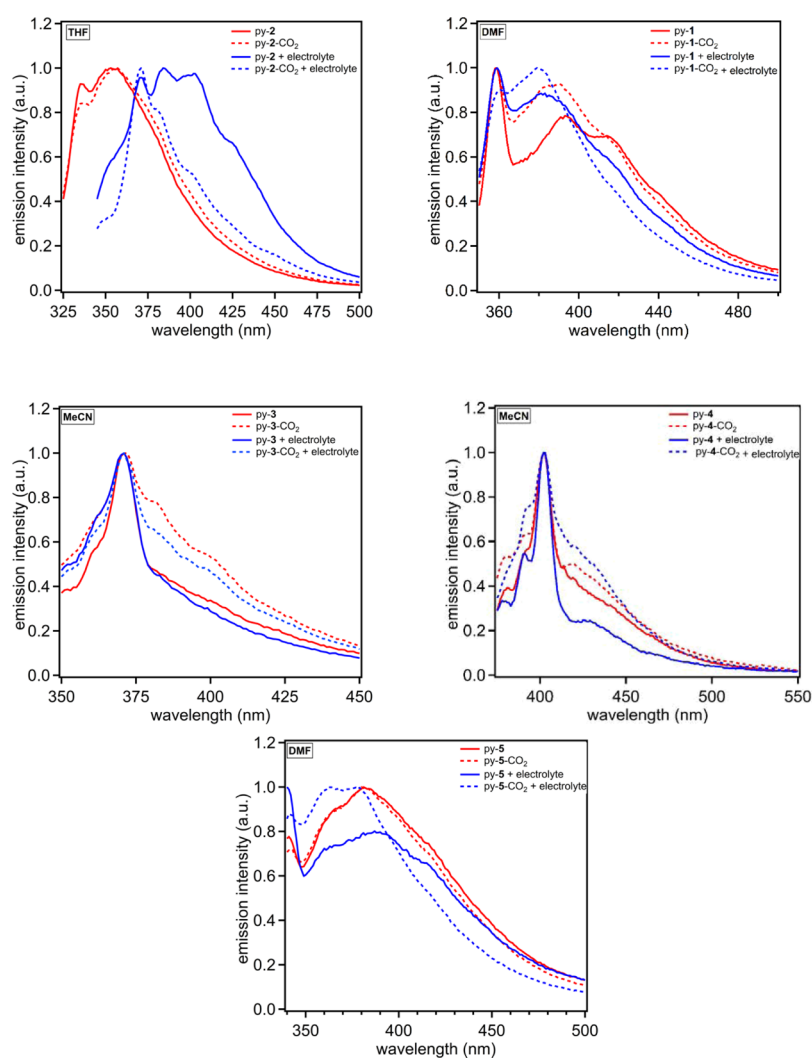 THF
py-2
py-2-CO₂
py-2 + electrolyte
py-2-CO₂ + electrolyte
emission intensity (a.u.)
1.2
1.0
0.8
0.6
0.4
0.2
0.0
325 350 375 400 425 450 475 500
wavelength (nm)
DMF
py-1
py-1-CO₂
py-1 + electrolyte
py-1-CO₂ + electrolyte
emission intensity (a.u.)
1.2
1.0
0.8
0.6
0.4
0.2
0.0
360 400 440 480
wavelength (nm)
MeCN
py-3
py-3-CO₂
py-3 + electrolyte
py-3-CO₂ + electrolyte
emission intensity (a.u.)
1.2
1.0
0.8
0.6
0.4
0.2
0.0
350 375 400 425 450
wavelength (nm)
MeCN
py-4
py-4-CO₂
py-4 + electrolyte
py-4-CO₂ + electrolyte
emission intensity (a.u.)
1.2
1.0
0.8
0.6
0.4
0.2
0.0
400 450 500 550
wavelength (nm)
DMF
py-5
py-5-CO₂
py-5 + electrolyte
py-5-CO₂ + electrolyte
emission intensity (a.u.)
1.2
1.0
0.8
0.6
0.4
0.2
0.0
350 400 450 500
wavelength (nm)